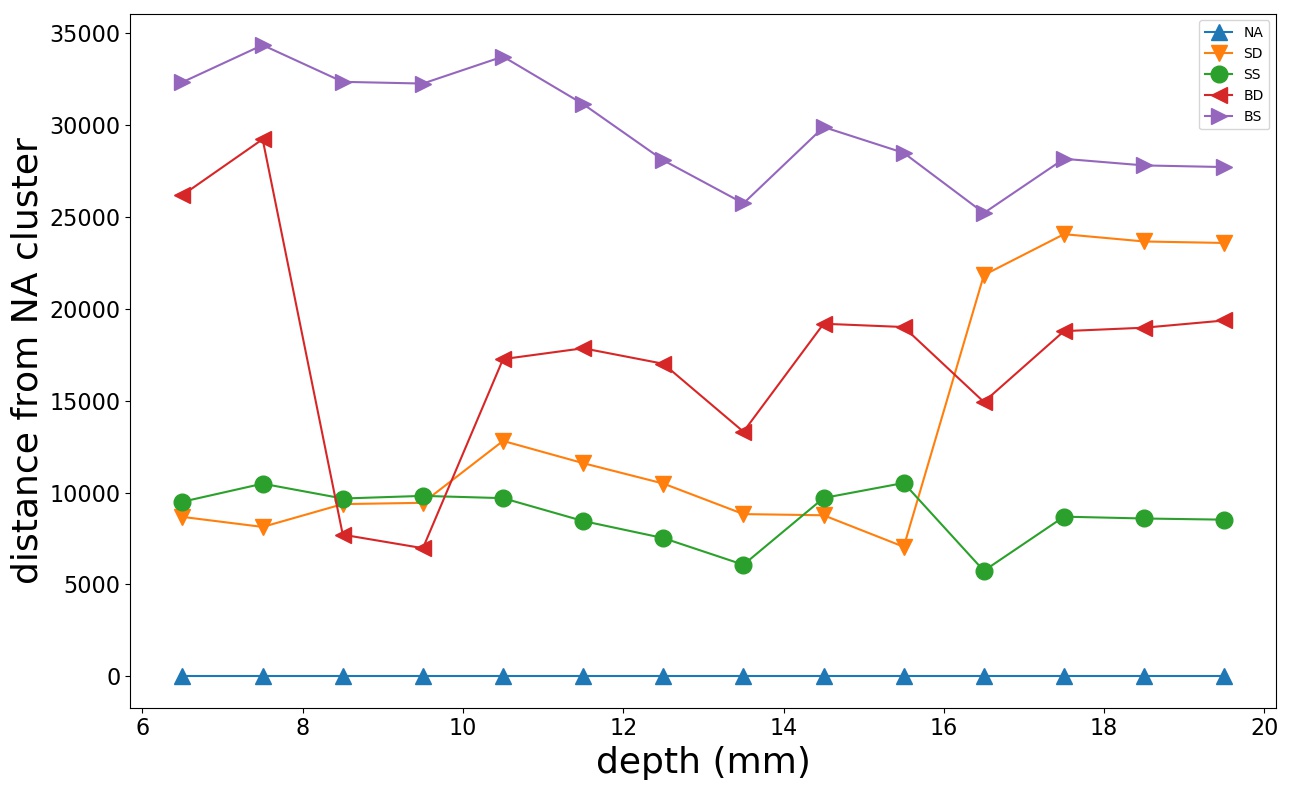 35000
30000
25000
20000
15000
10000
5000
0
distance from NA cluster
6 8 10 12 14 16 18 20
depth (mm)
NA
SD
SS
BD
BS